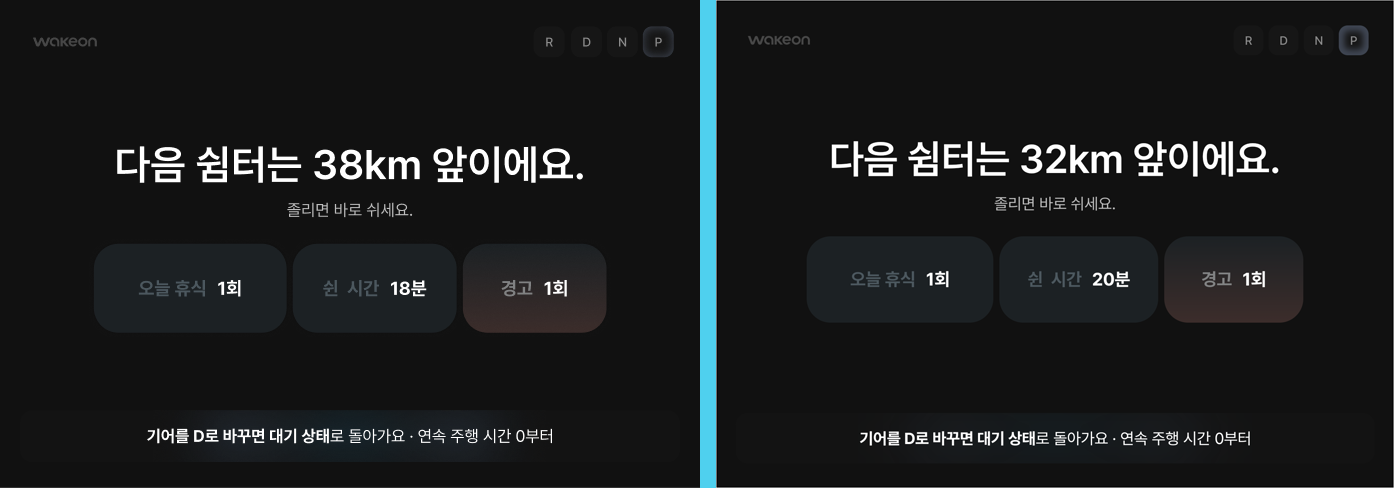 wakeon
R D N P
다음 쉼터는 38km 앞이에요.
졸리면 바로 쉬세요.
오늘 휴식 1회 쉰 시간 18분 경고 1회
기어를 D로 바꾸면 대기 상태로 돌아가요 · 연속 주행 시간 0부터
wakeon
R D N P
다음 쉼터는 32km 앞이에요.
졸리면 바로 쉬세요.
오늘 휴식 1회 쉰 시간 20분 경고 1회
기어를 D로 바꾸면 대기 상태로 돌아가요 · 연속 주행 시간 0부터